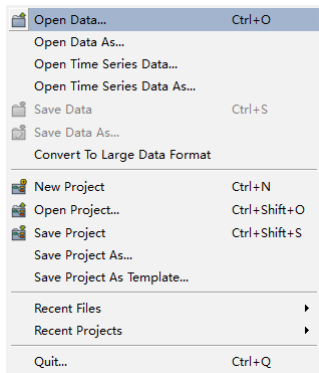 Open Data... Ctrl+O
Open Data As...
Open Time Series Data...
Open Time Series Data As...
Save Data Ctrl+S
Save Data As...
Convert To Large Data Format
New Project Ctrl+N
Open Project... Ctrl+Shift+O
Save Project Ctrl+Shift+S
Save Project As...
Save Project As Template...
Recent Files
Recent Projects
Quit... Ctrl+Q